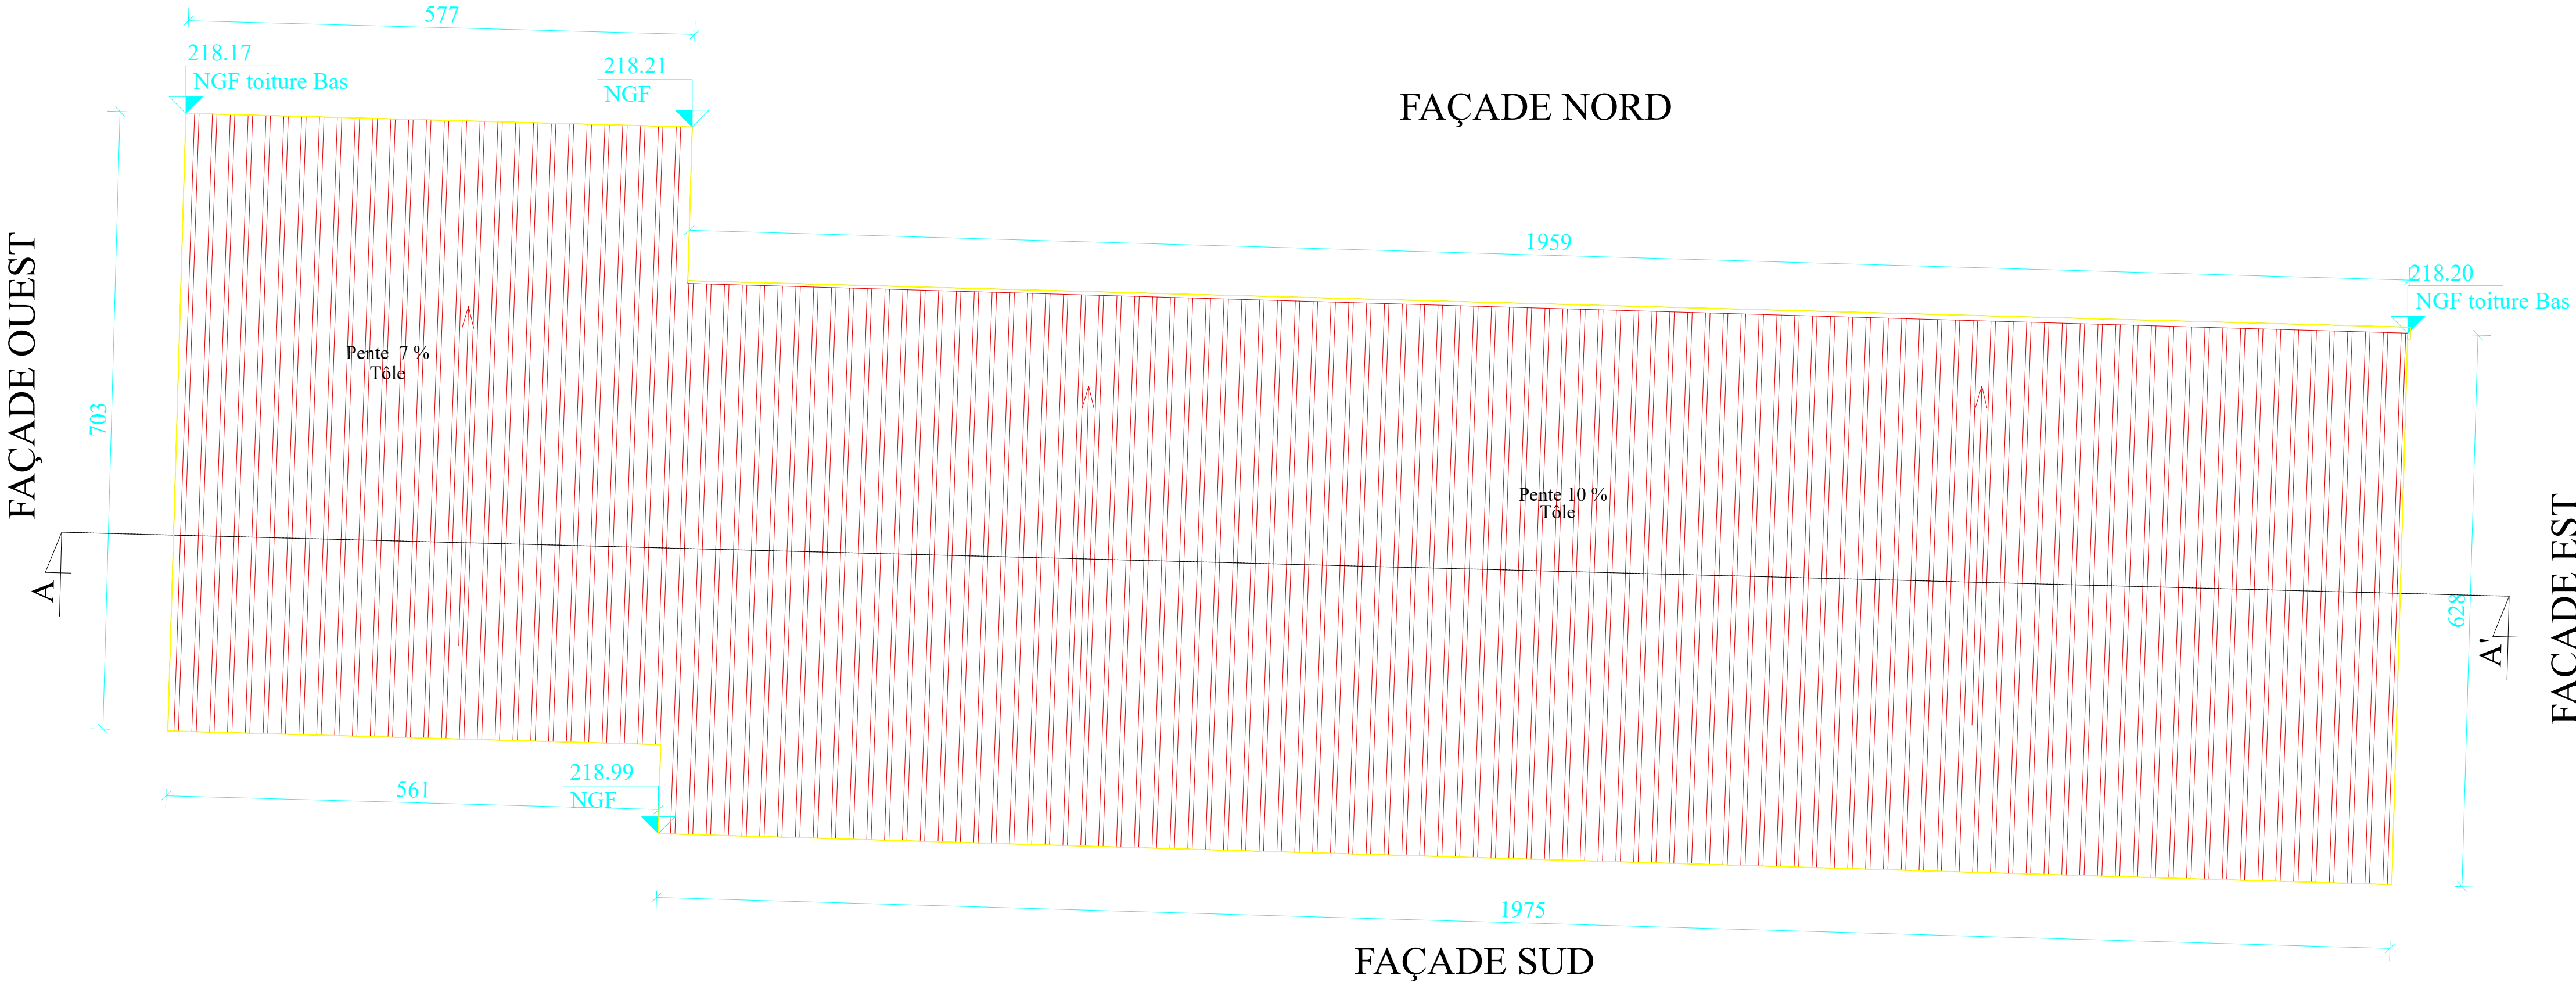 577
218.17
NGF toiture Bas
218.21
NGF
FAÇADE NORD
1959
218.20
NGF toiture Bas
FAÇADE OUEST
703
Pente 7 %
Tôle
Pente 10 %
Tôle
A
628
A'
FAÇADE EST
561
218.99
NGF
1975
FAÇADE SUD